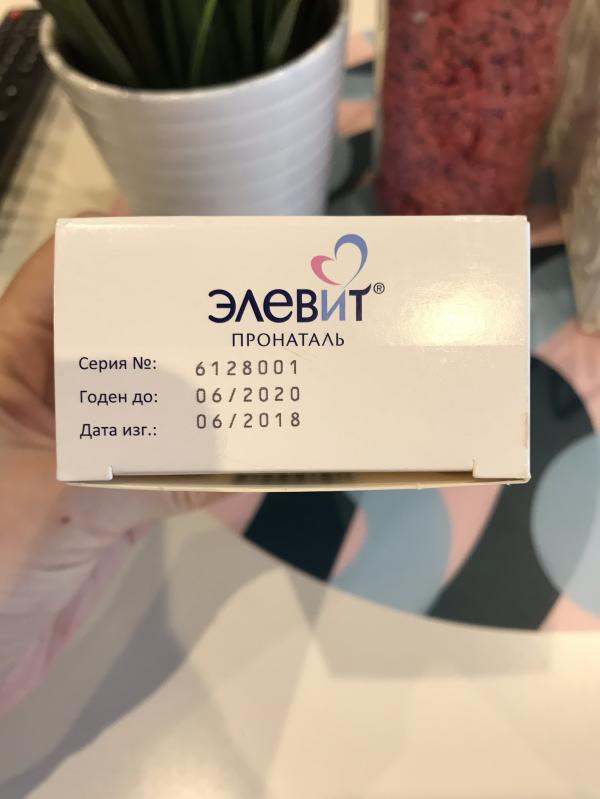 элевит®
ПРОНАТАЛЬ
Серия №: 6128001
Годен до: 06/2020
Дата изг.: 06/2018